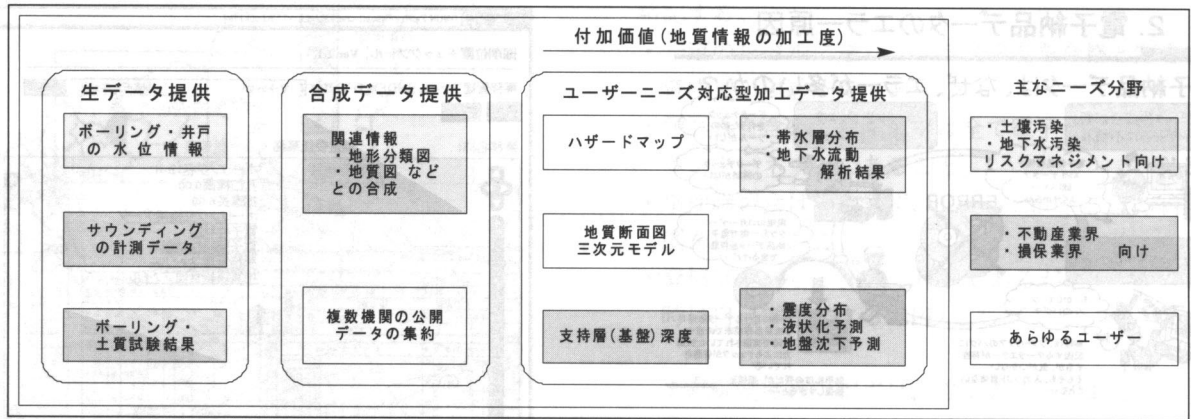 付加価値(地質情報の加工度)
生データ提供
ボーリング・井戸
の水位情報
サウンディング
の計測データ
ボーリング・
土質試験結果
合成データ提供
関連情報
・地形分類図
・地質図など
との合成
複数機関の公開
データの集約
ユーザーニーズ対応型加工データ提供
ハザードマップ
・帯水層分布
・地下水流動
解析結果
地質断面図
三次元モデル
支持層(基盤)深度
・震度分布
・液状化予測
・地盤沈下予測
主なニーズ分野
・土壌汚染
・地下水汚染
リスクマネジメント向け
・不動産業界
・損保業界 向け
あらゆるユーザー